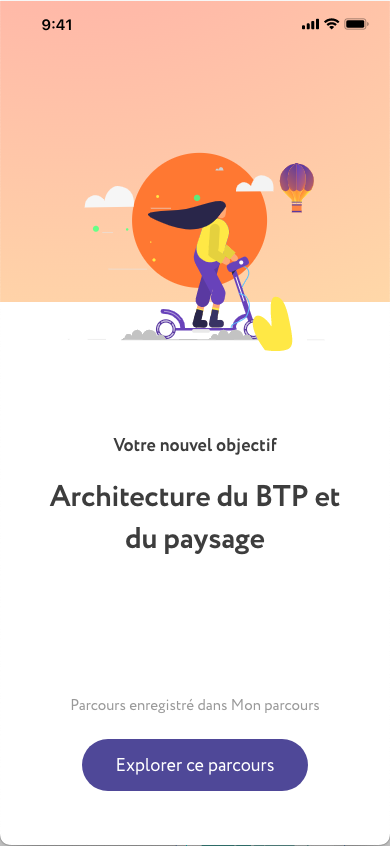 9:41
Votre nouvel objectif
Architecture du BTP et
du paysage
Parcours enregistré dans Mon parcours
Explorer ce parcours